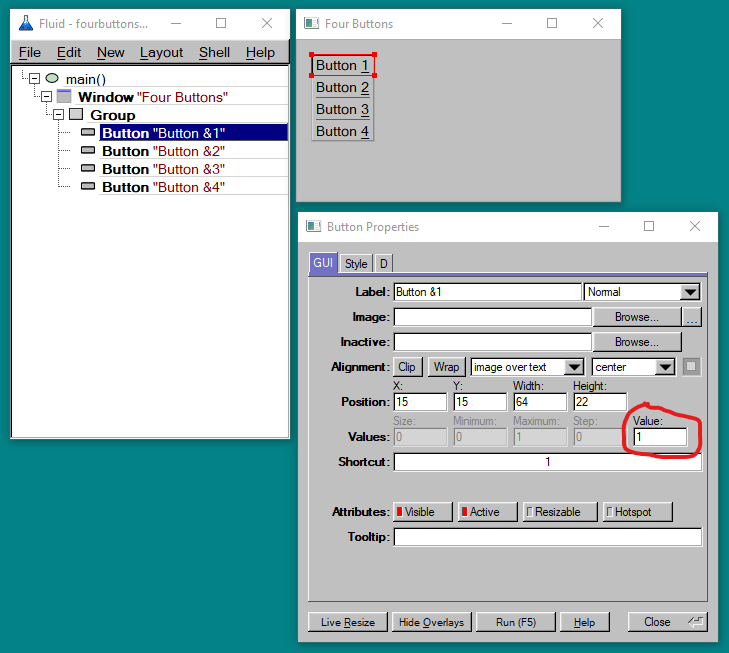 Fluid - fourbuttons...
File Edit New Layout Shell Help
main()
Window "Four Buttons"
Group
Button "Button &1"
Button "Button &2"
Button "Button &3"
Button "Button &4"
Four Buttons
Button 1
Button 2
Button 3
Button 4
Button Properties
GUI Style D
Label: Button &1 Normal
Image: Browse... ...
Inactive: Browse...
Alignment: Clip Wrap image over text center
X: Y: Width: Height:
Position: 15 15 64 22
Size: Minimum: Maximum: Step: Value:
Values: 0 0 1 0 1
Shortcut: 1
Attributes: Visible Active Resizable Hotspot
Tooltip:
Live Resize Hide Overlays Run (F5) Help Close